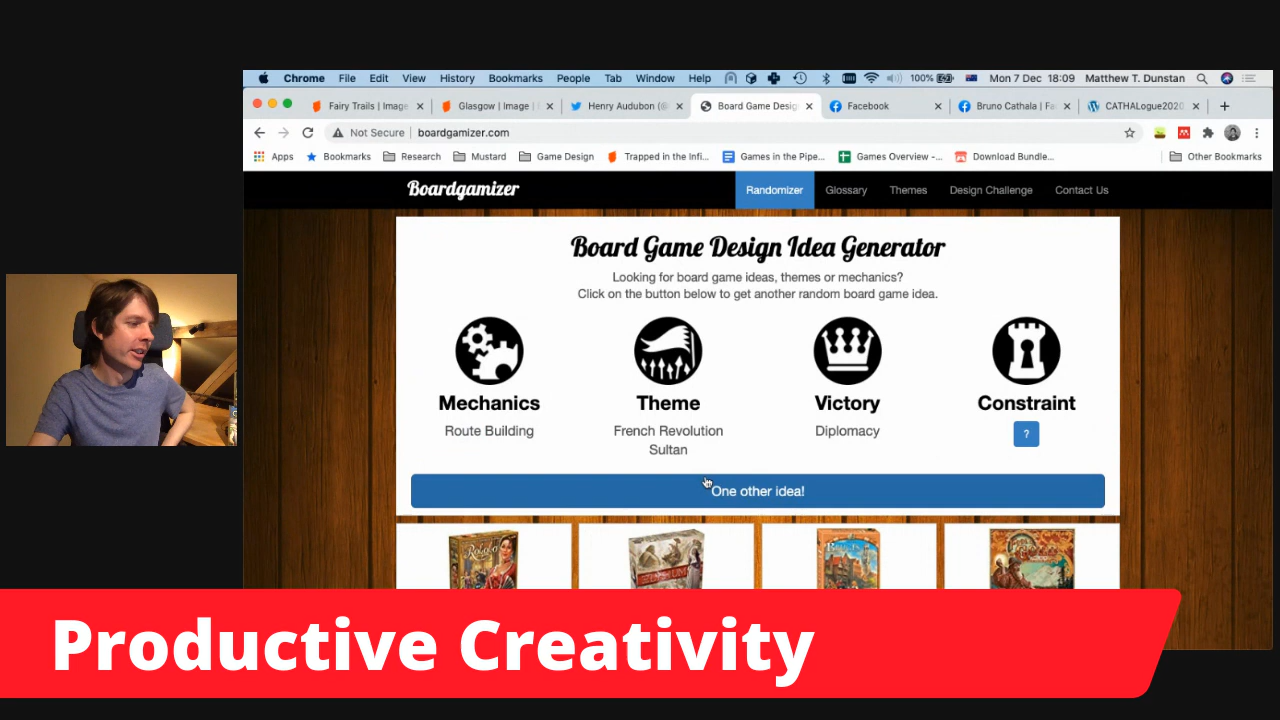 Chrome File Edit View History Bookmarks People Tab Window Help 100% Mon 7 Dec 18:09 Matthew T. Dunstan
Fairy Trails | Image Glasgow | Image | Henry Audubon (@ Board Game Desig Facebook Bruno Cathala | Fa CATHALogue2020
Not Secure boardgamizer.com
Apps Bookmarks Research Mustard Game Design Trapped in the Infi... Games in the Pipe... Games Overview -... Download Bundle... Other Bookmarks
Boardgamizer Randomizer Glossary Themes Design Challenge Contact Us
Board Game Design Idea Generator
Looking for board game ideas, themes or mechanics?
Click on the button below to get another random board game idea.
Mechanics Theme Victory Constraint
Route Building French Revolution Diplomacy ?
Sultan
One other idea!
Productive Creativity